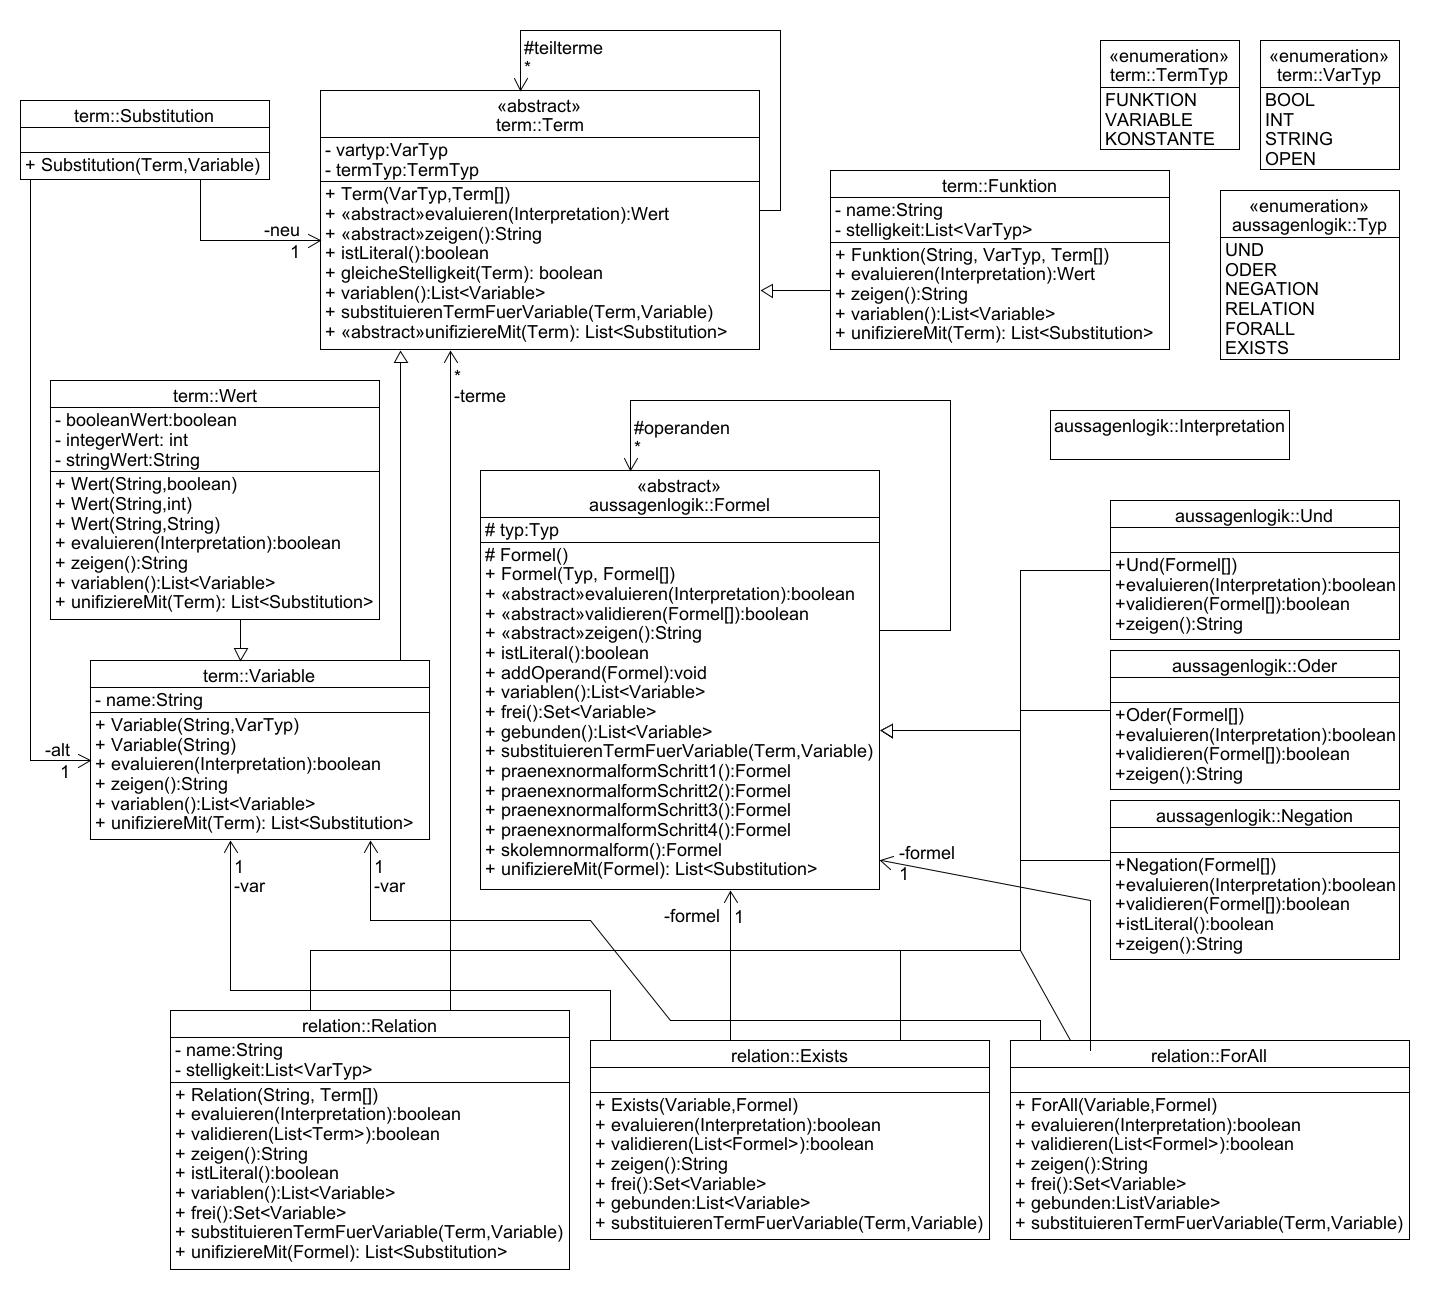 #teilterme
*
«abstract»
term::Term
- vartyp:VarTyp
- termTyp:TermTyp
+ Term(VarTyp,Term[])
+ «abstract»evaluieren(Interpretation):Wert
+ «abstract»zeigen():String
+ istLiteral():boolean
+ gleicheStelligkeit(Term): boolean
+ variablen():List<Variable>
+ substituierenTermFuerVariable(Term,Variable)
+ «abstract»unifiziereMit(Term): List<Substitution>
term::Substitution
+ Substitution(Term,Variable)
-neu
1
«enumeration»
term::TermTyp
FUNKTION
VARIABLE
KONSTANTE
«enumeration»
term::VarTyp
BOOL
INT
STRING
OPEN
term::Funktion
- name:String
- stelligkeit:List<VarTyp>
+ Funktion(String, VarTyp, Term[])
+ evaluieren(Interpretation):Wert
+ zeigen():String
+ variablen():List<Variable>
+ unifiziereMit(Term): List<Substitution>
«enumeration»
aussagenlogik::Typ
UND
ODER
NEGATION
RELATION
FORALL
EXISTS
term::Wert
- booleanWert:boolean
- integerWert: int
- stringWert:String
+ Wert(String,boolean)
+ Wert(String,int)
+ Wert(String,String)
+ evaluieren(Interpretation):boolean
+ zeigen():String
+ variablen():List<Variable>
+ unifiziereMit(Term): List<Substitution>
*
-terme
#operanden
*
aussagenlogik::Interpretation
«abstract»
aussagenlogik::Formel
# typ:Typ
# Formel()
+ Formel(Typ, Formel[])
+ «abstract»evaluieren(Interpretation):boolean
+ «abstract»validieren(Formel[]):boolean
+ «abstract»zeigen():String
+ istLiteral():boolean
+ addOperand(Formel):void
+ variablen():List<Variable>
+ frei():Set<Variable>
+ gebunden():List<Variable>
+ substituierenTermFuerVariable(Term,Variable)
+ praenexnormalformSchritt1():Formel
+ praenexnormalformSchritt2():Formel
+ praenexnormalformSchritt3():Formel
+ praenexnormalformSchritt4():Formel
+ skolemnormalform():Formel
+ unifiziereMit(Formel): List<Substitution>
aussagenlogik::Und
+Und(Formel[])
+evaluieren(Interpretation):boolean
+validieren(Formel[]):boolean
+zeigen():String
aussagenlogik::Oder
+Oder(Formel[])
+evaluieren(Interpretation):boolean
+validieren(Formel[]):boolean
+zeigen():String
aussagenlogik::Negation
+Negation(Formel[])
+evaluieren(Interpretation):boolean
+validieren(Formel[]):boolean
+istLiteral():boolean
+zeigen():String
term::Variable
- name:String
+ Variable(String,VarTyp)
+ Variable(String)
+ evaluieren(Interpretation):boolean
+ zeigen():String
+ variablen():List<Variable>
+ unifiziereMit(Term): List<Substitution>
-alt
1
1
-var
1
-var
-formel
1
-formel
1
relation::Relation
- name:String
- stelligkeit:List<VarTyp>
+ Relation(String, Term[])
+ evaluieren(Interpretation):boolean
+ validieren(List<Term>):boolean
+ zeigen():String
+ istLiteral():boolean
+ variablen():List<Variable>
+ frei():Set<Variable>
+ substituierenTermFuerVariable(Term,Variable)
+ unifiziereMit(Formel): List<Substitution>
relation::Exists
+ Exists(Variable,Formel)
+ evaluieren(Interpretation):boolean
+ validieren(List<Formel>):boolean
+ zeigen():String
+ frei():Set<Variable>
+ gebunden:List<Variable>
+ substituierenTermFuerVariable(Term,Variable)
relation::ForAll
+ ForAll(Variable,Formel)
+ evaluieren(Interpretation):boolean
+ validieren(List<Formel>):boolean
+ zeigen():String
+ frei():Set<Variable>
+ gebunden:ListVariable>
+ substituierenTermFuerVariable(Term,Variable)